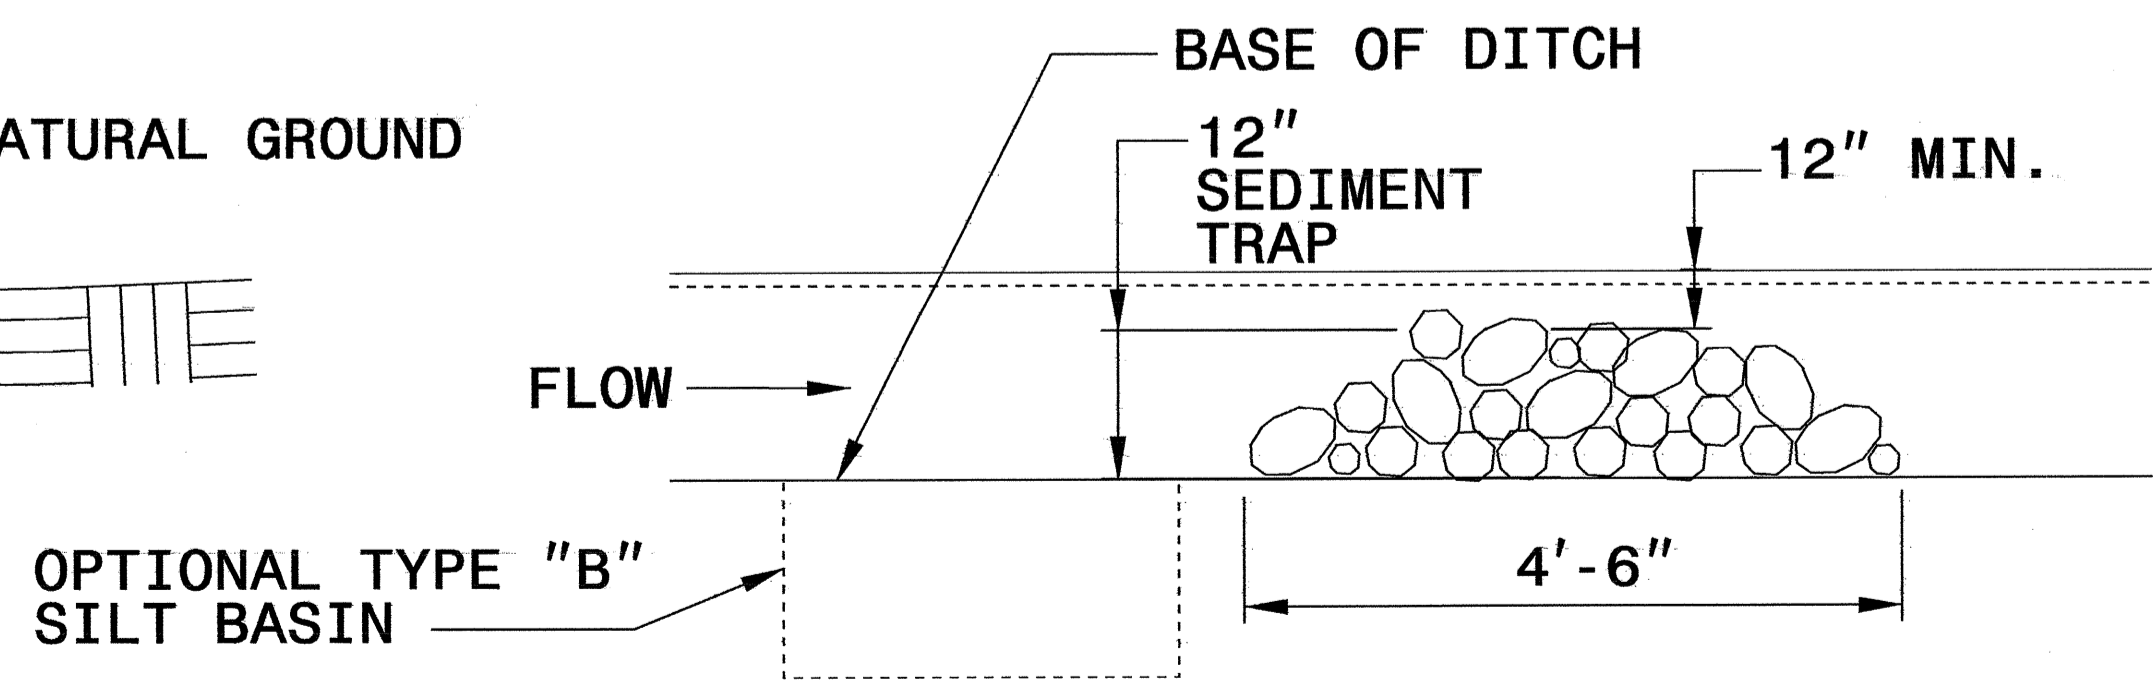 BASE OF DITCH
ATURAL GROUND
12"
SEDIMENT
TRAP
12" MIN.
FLOW
OPTIONAL TYPE "B"
SILT BASIN
4'-6"